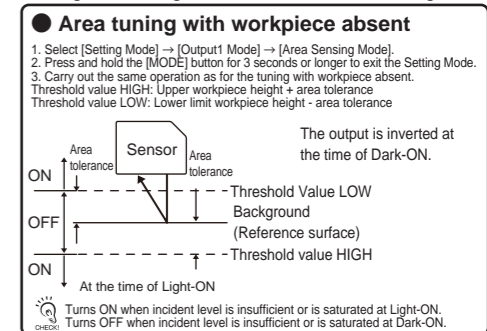 ● Area tuning with workpiece absent
1. Select [Setting Mode] → [Output1 Mode] → [Area Sensing Mode].
2. Press and hold the [MODE] button for 3 seconds or longer to exit the Setting Mode.
3. Carry out the same operation as for the tuning with workpiece absent.
Threshold value HIGH: Upper workpiece height + area tolerance
Threshold value LOW: Lower limit workpiece height - area tolerance
The output is inverted at
the time of Dark-ON.
Area
tolerance
Sensor
Area
tolerance
ON
Threshold Value LOW
OFF
Background
(Reference surface)
Threshold value HIGH
ON
At the time of Light-ON
CHECK!
Turns ON when incident level is insufficient or is saturated at Light-ON.
Turns OFF when incident level is insufficient or is saturated at Dark-ON.